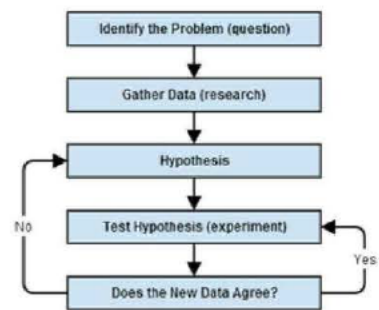 Identify the Problem (question)
Gather Data (research)
Hypothesis
No
Test Hypothesis (experiment)
Yes
Does the New Data Agree?